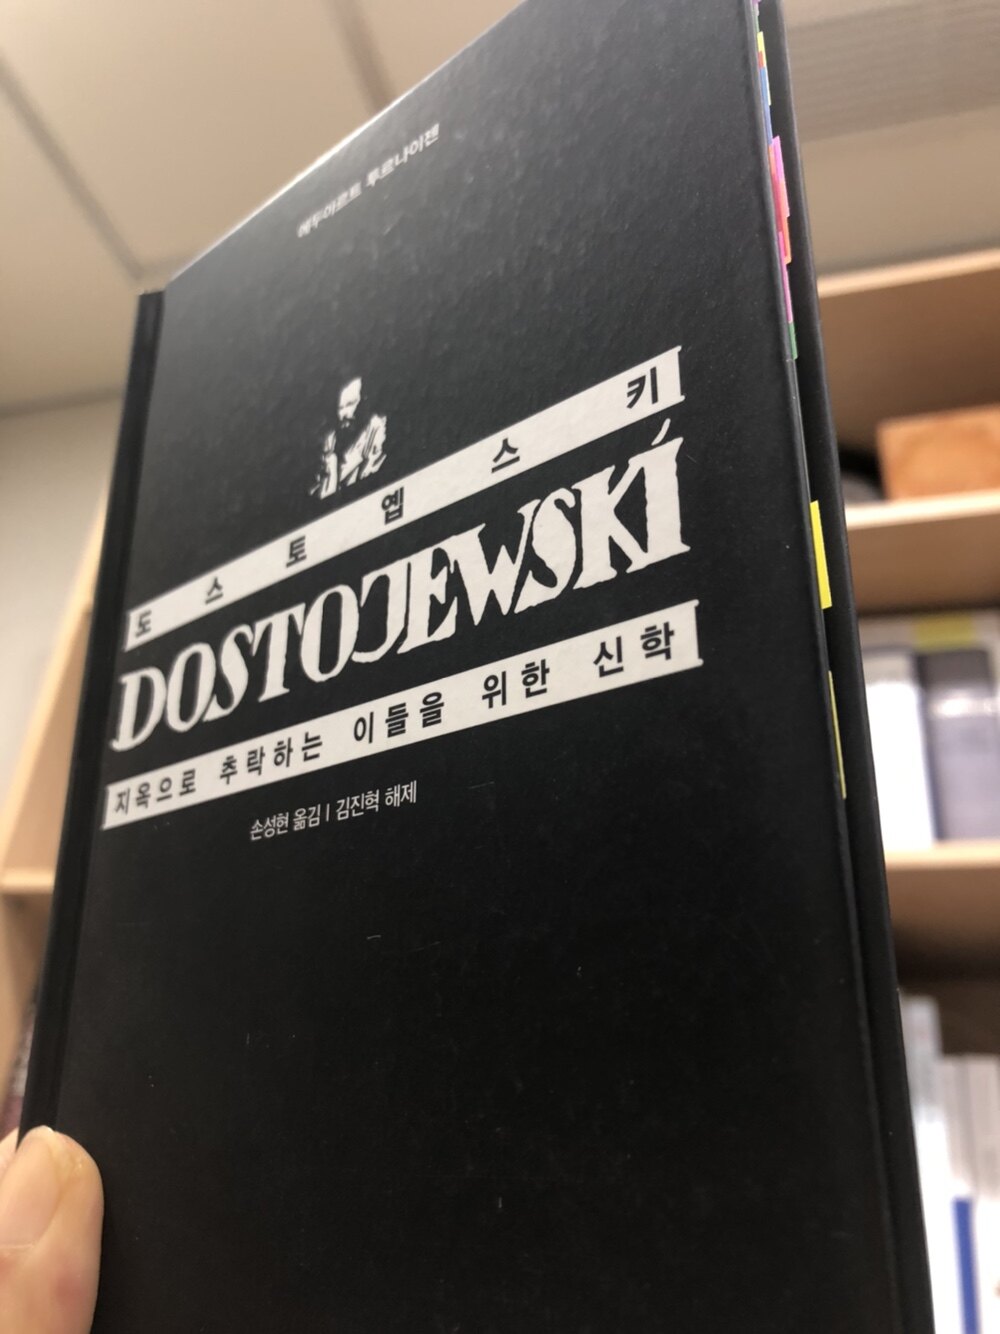 에두아르트 투르나이젠
도스토옙스키
DOSTOJEWSKI
지옥으로 추락하는 이들을 위한 신학
손성현 옮김 | 김진혁 해제